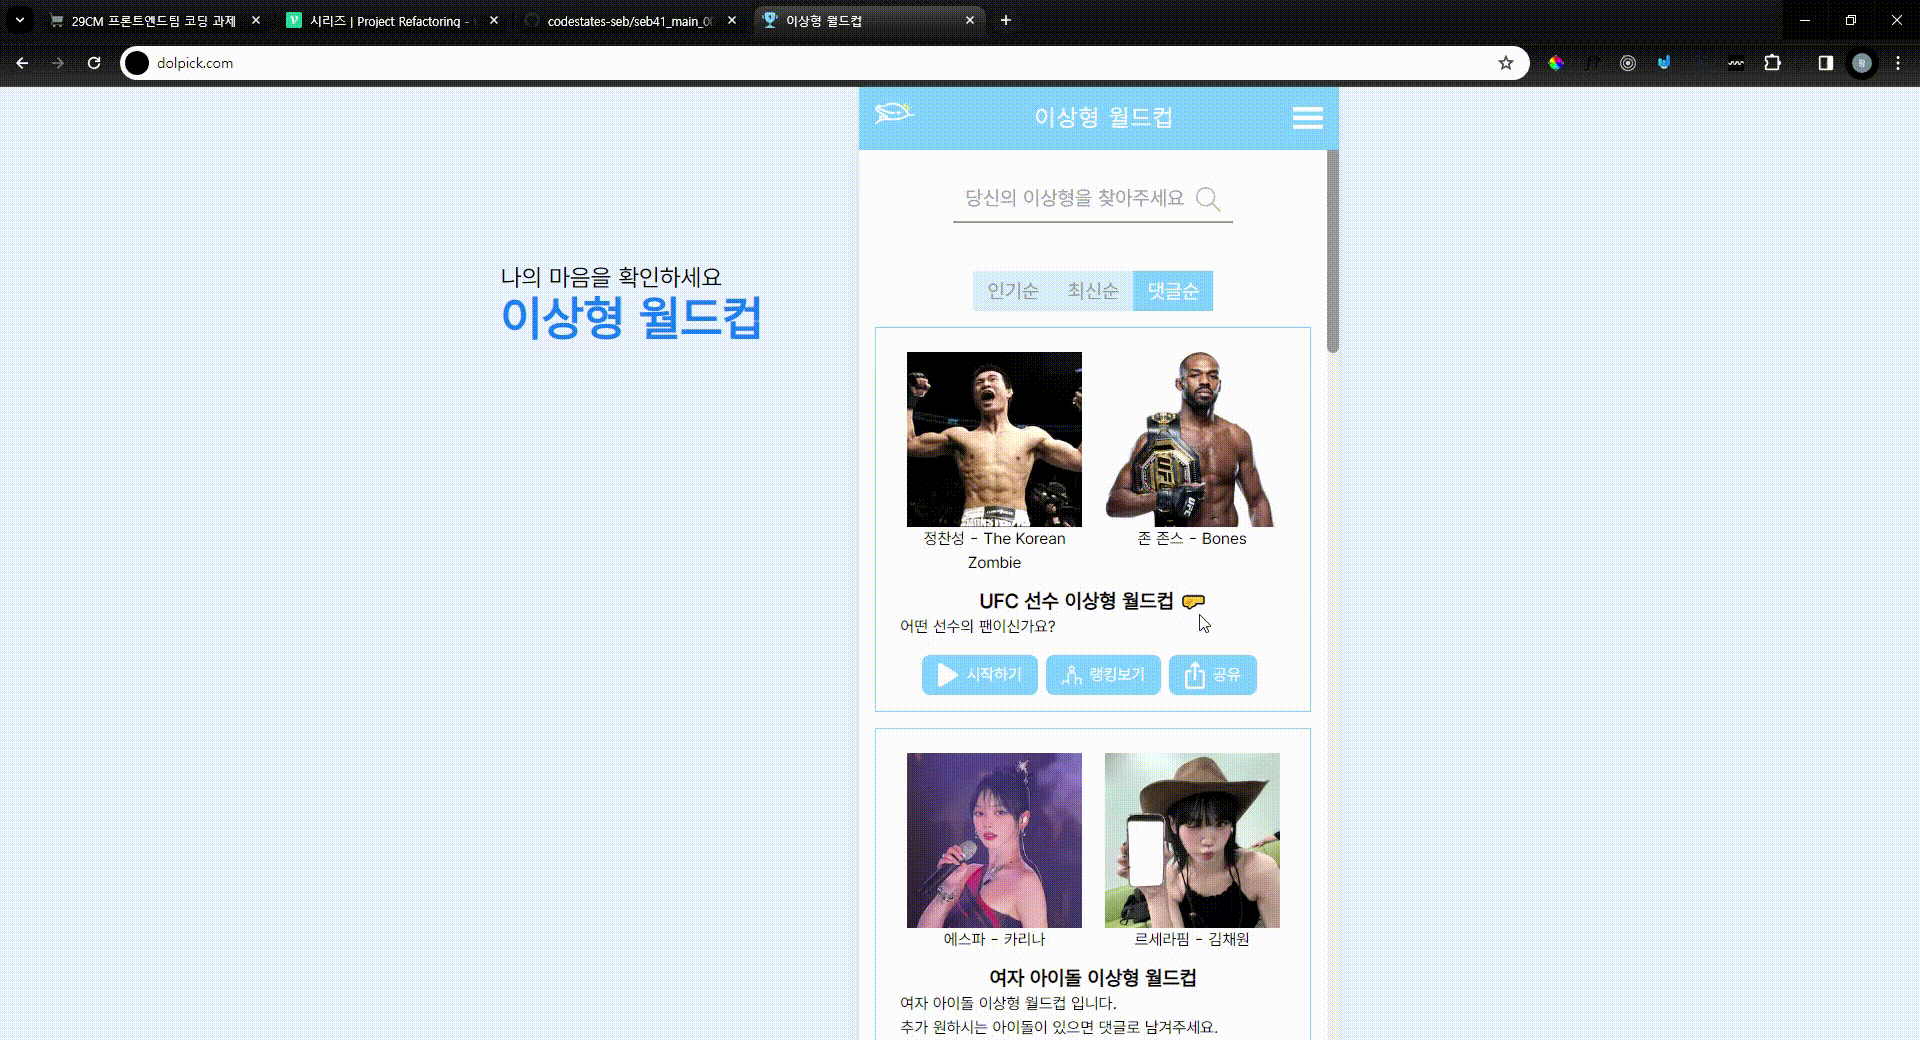 29CM 프론트엔드팀 코딩 과제
시리즈 | Project Refactoring -
codestates-seb/seb41_main_0
이상형 월드컵
dolpick.com
이상형 월드컵
당신의 이상형을 찾아주세요
나의 마음을 확인하세요
이상형 월드컵
인기순 최신순 댓글순
정찬성 - The Korean
Zombie
존 존스 - Bones
UFC 선수 이상형 월드컵
어떤 선수의 팬이신가요?
시작하기 랭킹보기 공유
에스파 - 카리나
르세라핌 - 김채원
여자 아이돌 이상형 월드컵
여자 아이돌 이상형 월드컵 입니다.
추가 원하시는 아이돌이 있으면 댓글로 남겨주세요.